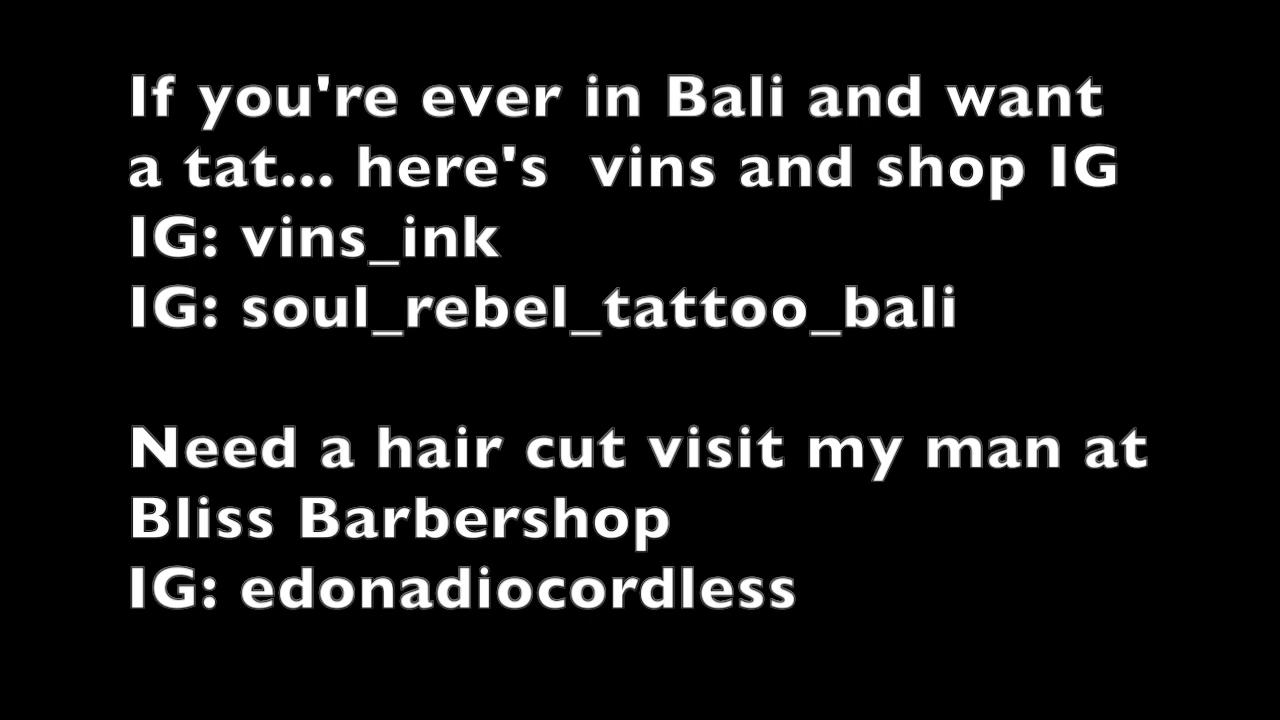 If you're ever in Bali and want
a tat... here's  vins and shop IG
IG: vins_ink
IG: soul_rebel_tattoo_bali
Need a hair cut visit my man at
Bliss Barbershop
IG: edonadiocordless